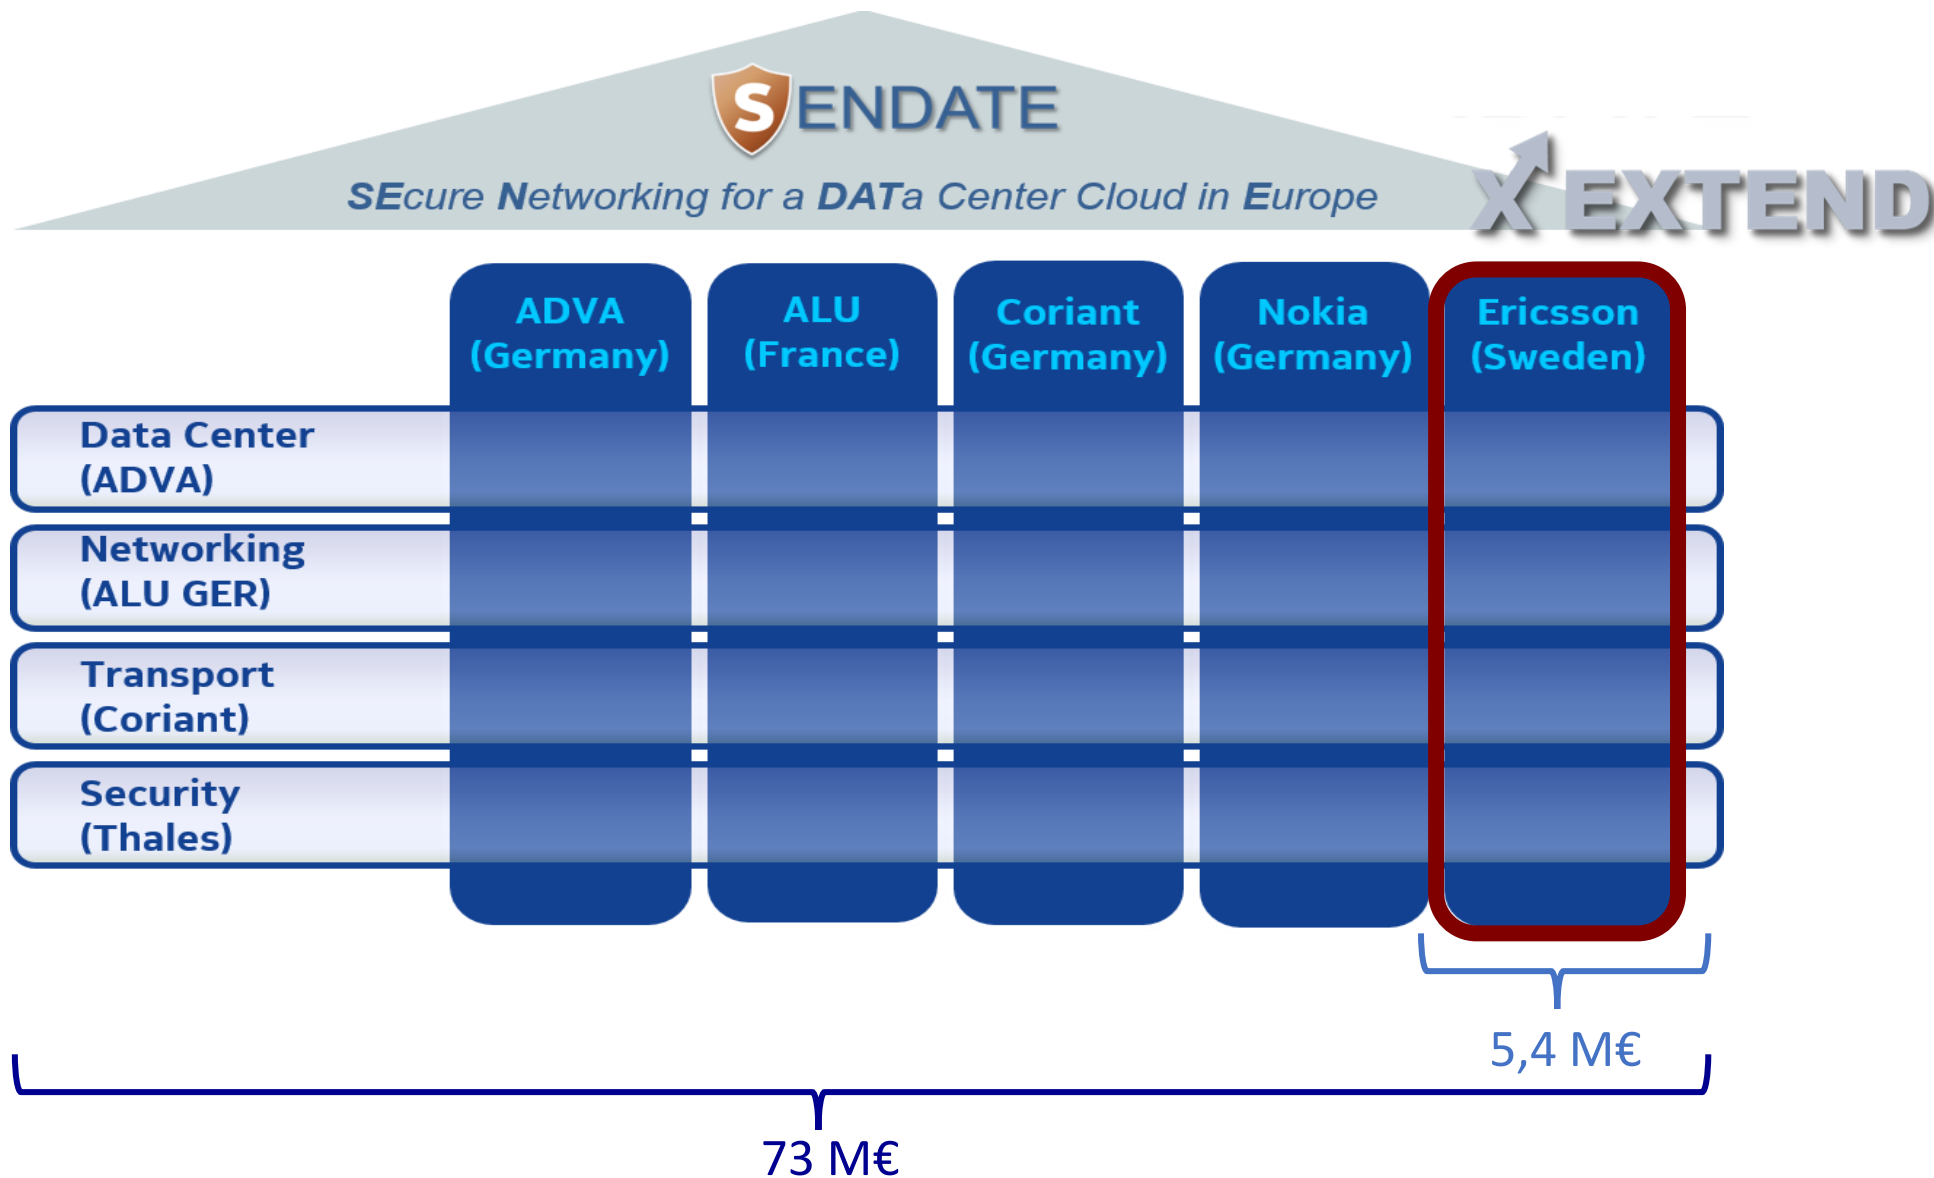 SENDATE
SEcure Networking for a DATa Center Cloud in Europe
X EXTEND
ADVA
(Germany)
ALU
(France)
Coriant
(Germany)
Nokia
(Germany)
Ericsson
(Sweden)
Data Center
(ADVA)
Networking
(ALU GER)
Transport
(Coriant)
Security
(Thales)
5,4 M€
73 M€